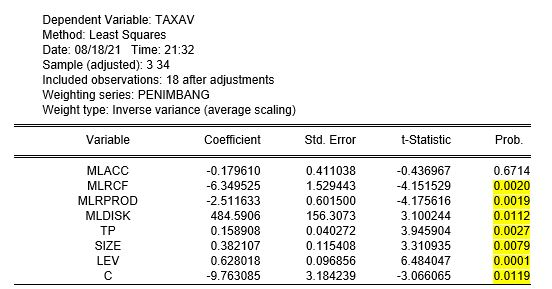 Dependent Variable: TAXAV
Method: Least Squares
Date: 08/18/21 Time: 21:32
Sample (adjusted): 3 34
Included observations: 18 after adjustments
Weighting series: PENIMBANG
Weight type: Inverse variance (average scaling)
Variable Coefficient Std. Error t-Statistic Prob.
MLACC -0.179610 0.411038 -0.436967 0.6714
MLRCF -6.349525 1.529443 -4.151529 0.0020
MLRPROD -2.511633 0.601500 -4.175616 0.0019
MLDISK 484.5906 156.3073 3.100244 0.0112
TP 0.158908 0.040272 3.945904 0.0027
SIZE 0.382107 0.115408 3.310935 0.0079
LEV 0.628018 0.096856 6.484047 0.0001
C -9.763085 3.184239 -3.066065 0.0119